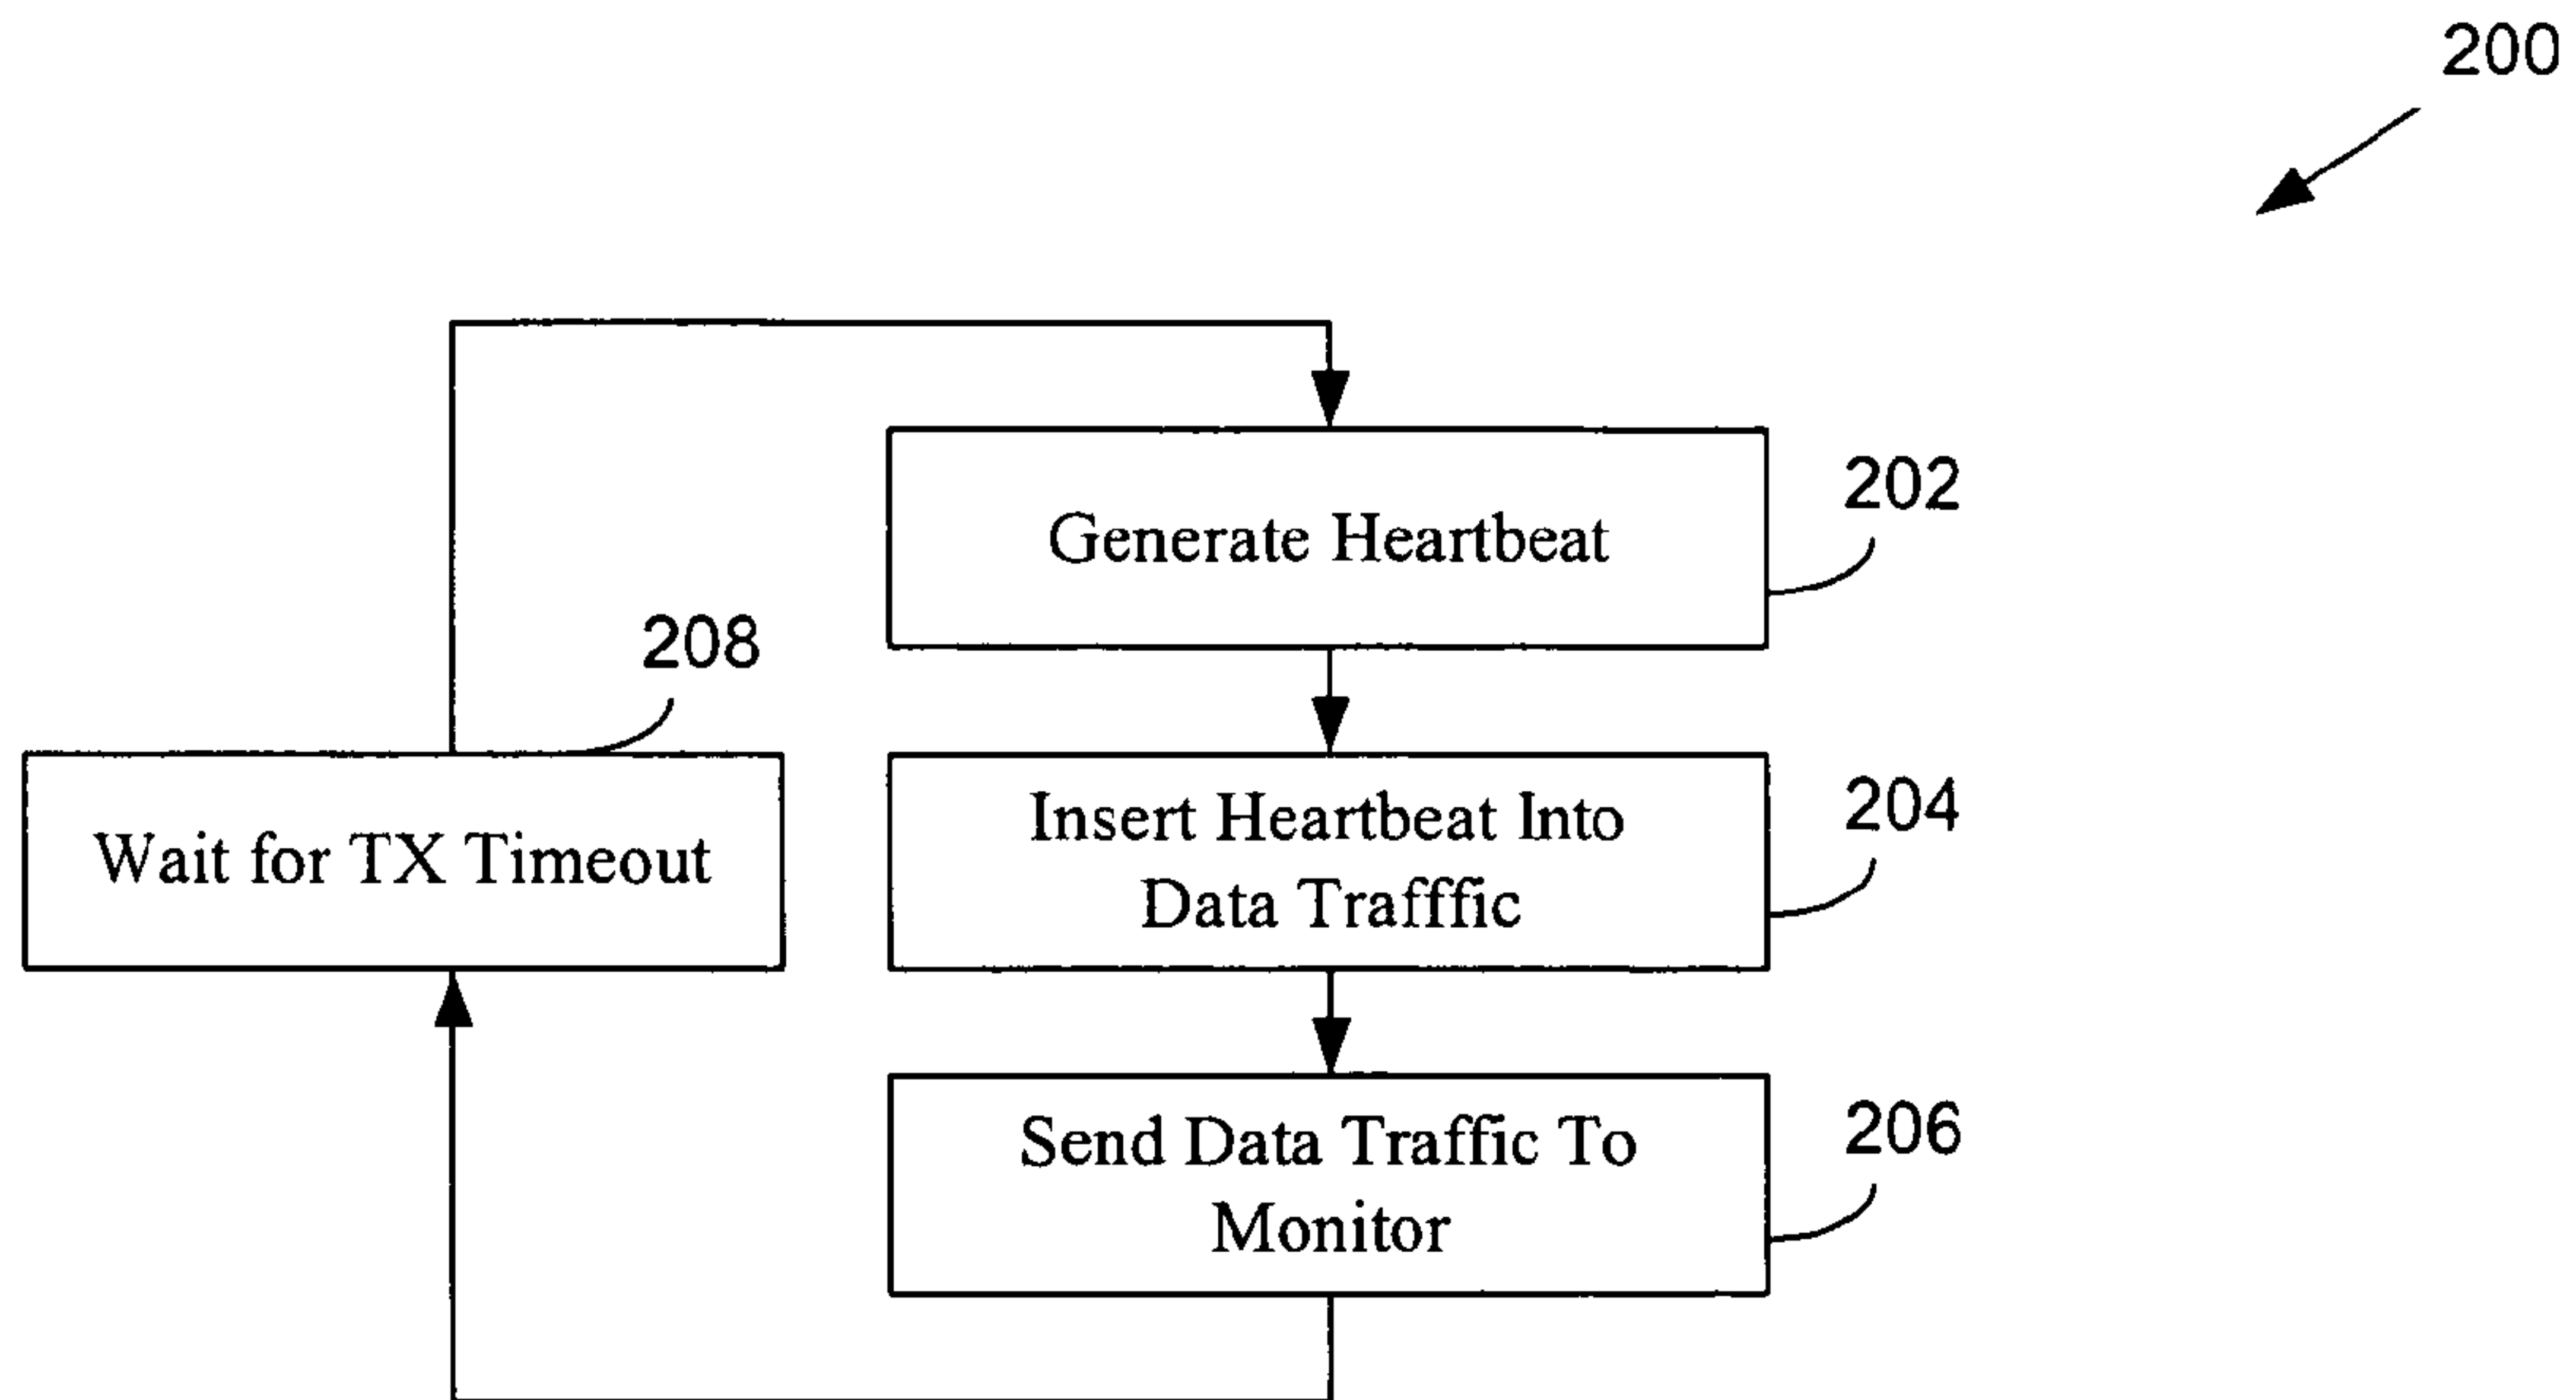 200
Generate Heartbeat
202
208
Wait for TX Timeout
Insert Heartbeat Into
Data Traffffic
204
Send Data Traffic To
Monitor
206